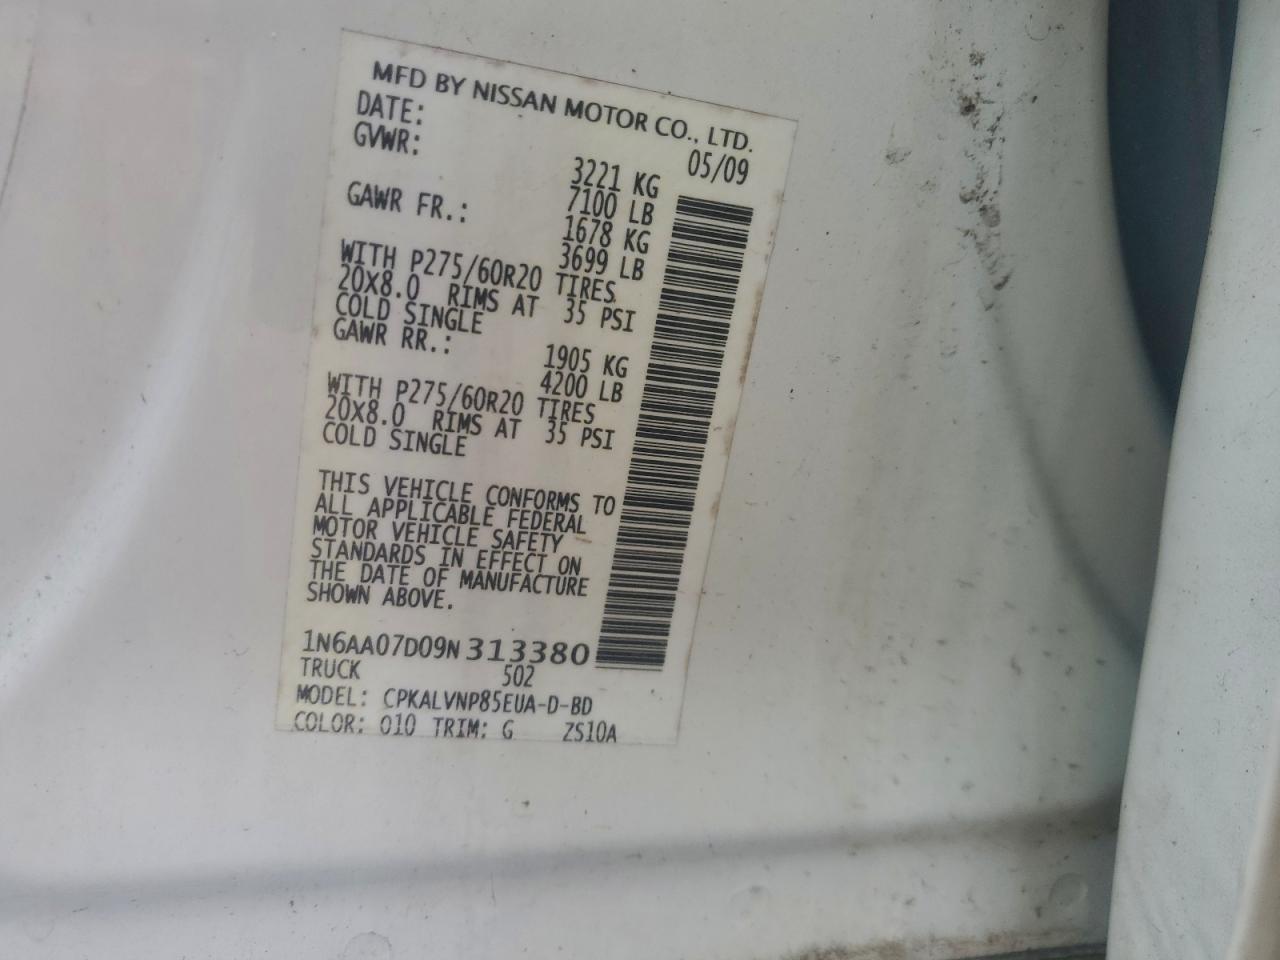 MFD BY NISSAN MOTOR CO., LTD.
DATE: 05/09
GVWR: 3221 KG
7100 LB
GAWR FR.: 1678 KG
3699 LB
WITH P275/60R20 TIRES
20X8.0 RIMS AT 35 PSI
COLD SINGLE
GAWR RR.: 1905 KG
4200 LB
WITH P275/60R20 TIRES
20X8.0 RIMS AT 35 PSI
COLD SINGLE
THIS VEHICLE CONFORMS TO
ALL APPLICABLE FEDERAL
MOTOR VEHICLE SAFETY
STANDARDS IN EFFECT ON
THE DATE OF MANUFACTURE
SHOWN ABOVE.
1N6AA07D09N313380
TRUCK 502
MODEL: CPKALVNP85EUA-D-BD
COLOR: 010 TRIM: G ZS10A